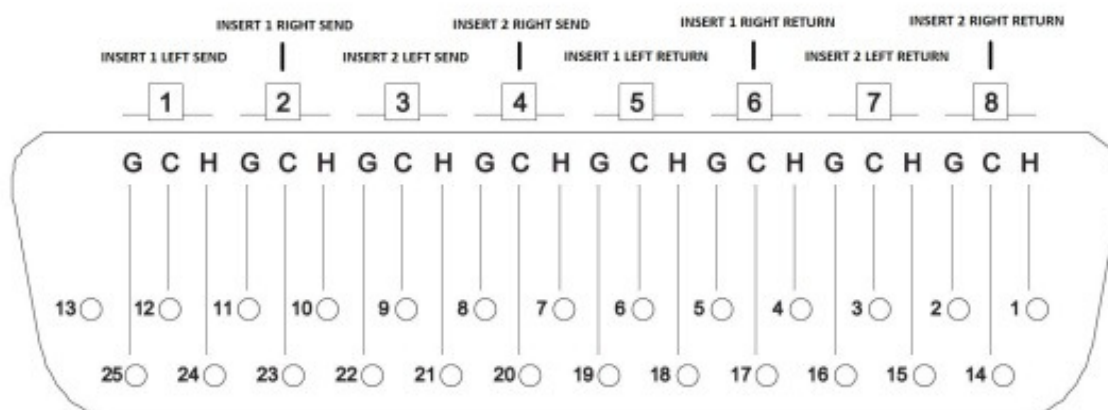 INSERT 1 RIGHT SEND INSERT 2 RIGHT SEND INSERT 1 RIGHT RETURN INSERT 2 RIGHT RETURN
INSERT 1 LEFT SEND INSERT 2 LEFT SEND INSERT 1 LEFT RETURN INSERT 2 LEFT RETURN
1 2 3 4 5 6 7 8
G C H G C H G C H G C H G C H G C H G C H G C H
13 12 11 10 9 8 7 6 5 4 3 2 1
25 24 23 22 21 20 19 18 17 16 15 14